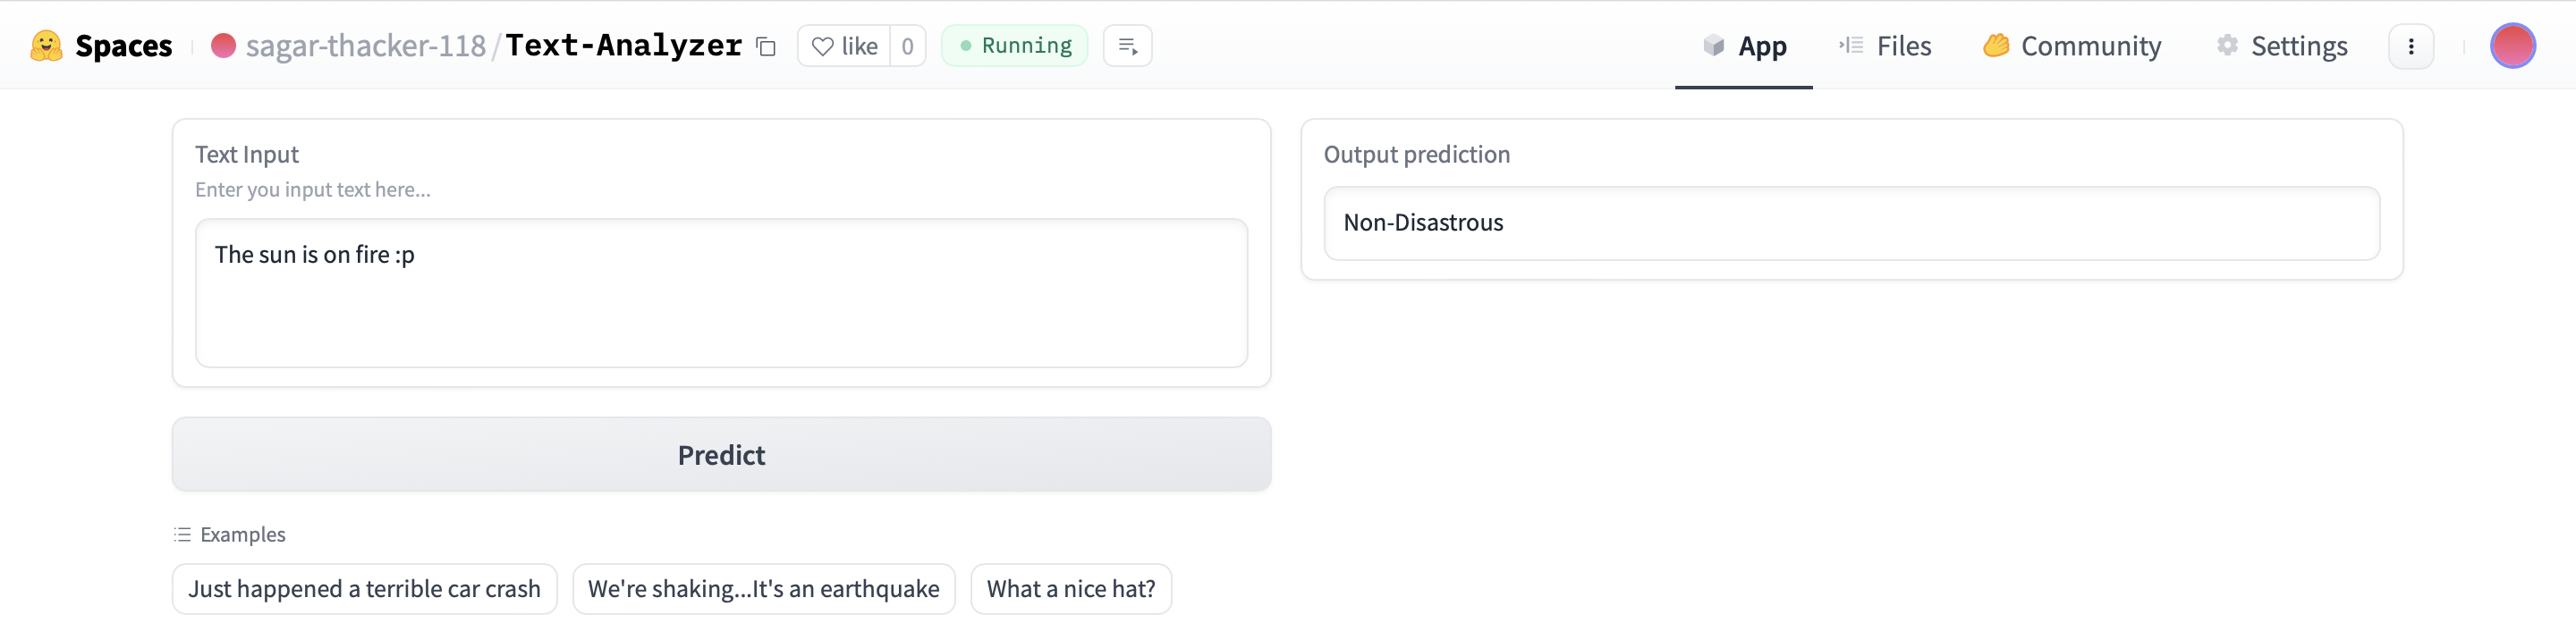 Spaces sagar-thacker-118/Text-Analyzer like 0 Running App Files Community Settings
Text Input
Enter you input text here...
The sun is on fire :p
Output prediction
Non-Disastrous
Predict
Examples
Just happened a terrible car crash We're shaking...It's an earthquake What a nice hat?